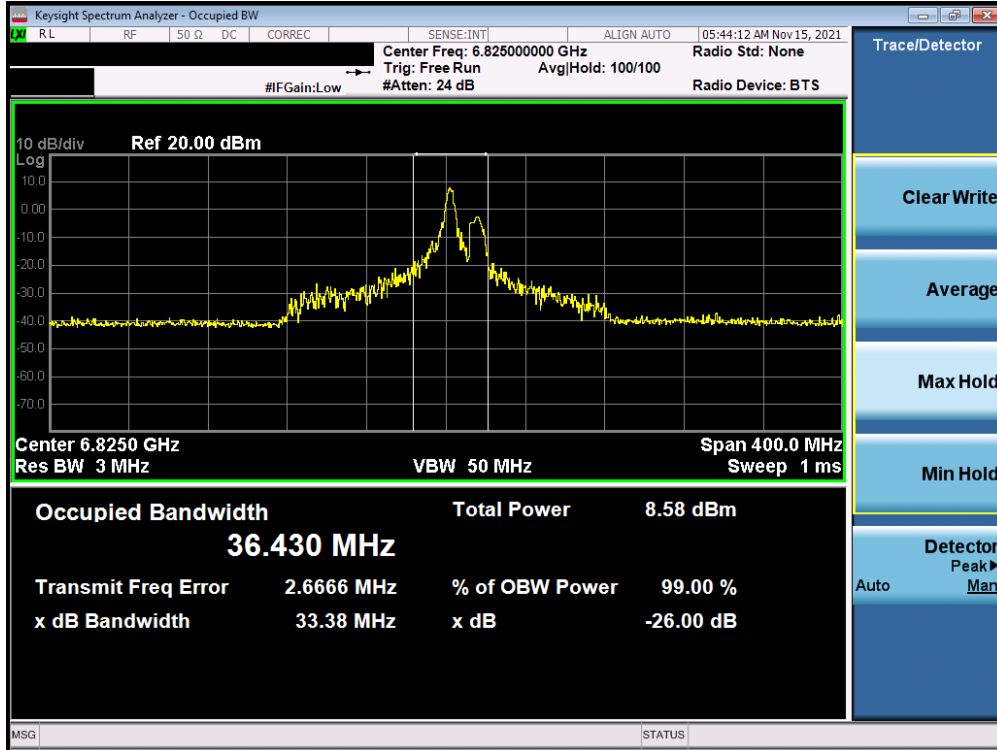 Keysight Spectrum Analyzer - Occupied BW
LXI RL RF 50 Ω DC CORREC SENSE:INT ALIGN AUTO 05:44:12 AM Nov 15, 2021
Center Freq: 6.825000000 GHz Radio Std: None
Trig: Free Run Avg|Hold: 100/100
#IFGain:Low #Atten: 24 dB Radio Device: BTS
Trace/Detector
10 dB/div Ref 20.00 dBm
Log
10.0
0.00
-10.0
-20.0
-30.0
-40.0
-50.0
-60.0
-70.0
Center 6.8250 GHz Span 400.0 MHz
Res BW 3 MHz VBW 50 MHz Sweep 1 ms
Occupied Bandwidth Total Power 8.58 dBm
36.430 MHz
Transmit Freq Error 2.6666 MHz % of OBW Power 99.00 %
x dB Bandwidth 33.38 MHz x dB -26.00 dB
Clear Write
Average
Max Hold
Min Hold
Detector
Peak▶
Auto Man
MSG STATUS